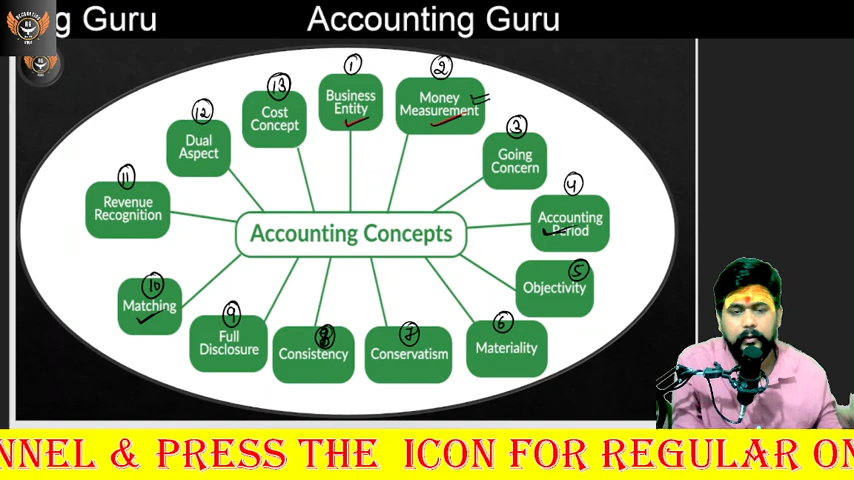 g Guru
Accounting Guru
1
Business
Entity
2
Money
Measurement
3
Going
Concern
4
Accounting
Period
5
Objectivity
6
Materiality
7
Conservatism
8
Consistency
9
Full
Disclosure
10
Matching
11
Revenue
Recognition
12
Dual
Aspect
13
Cost
Concept
Accounting Concepts
NNEL & PRESS THE ICON FOR REGULAR ON